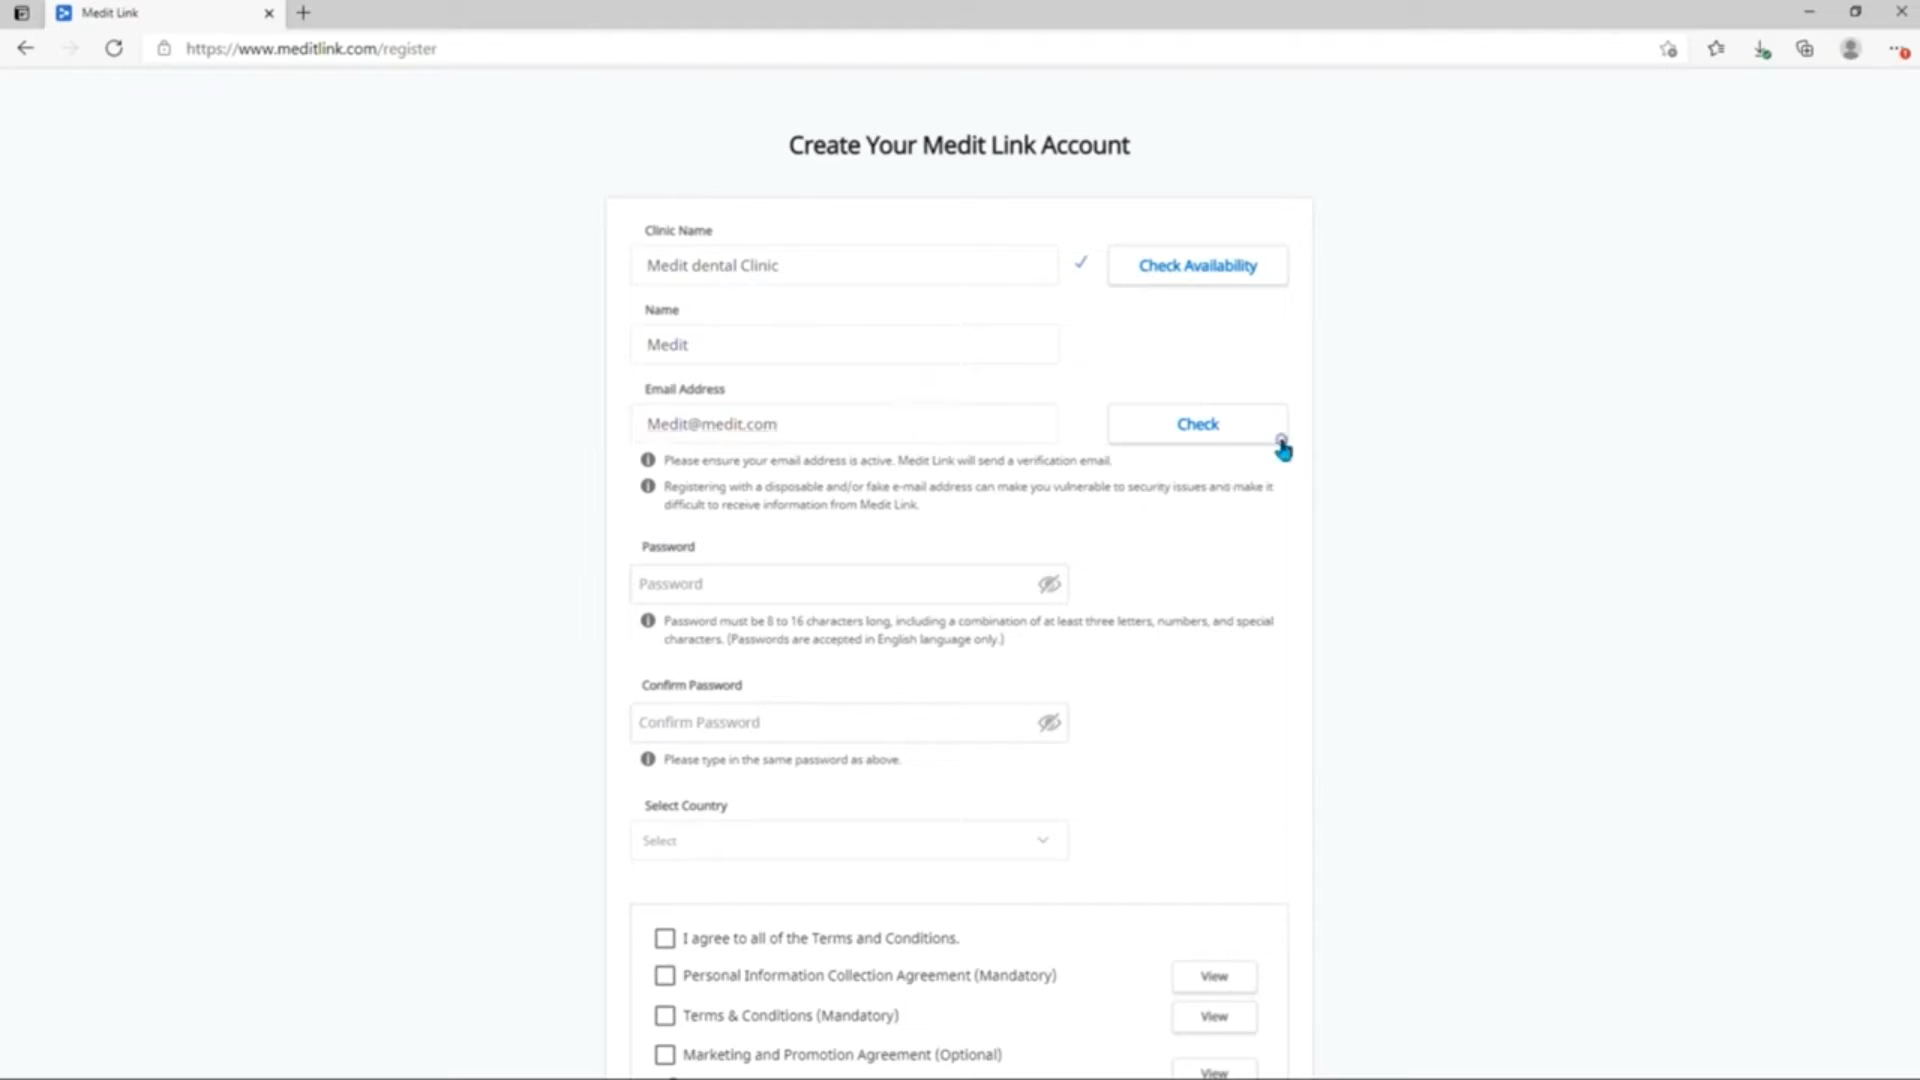 Medit Link
https://www.meditlink.com/register
Create Your Medit Link Account
Clinic Name
Medit dental Clinic
Check Availability
Name
Medit
Email Address
Medit@medit.com
Check
Please ensure your email address is active. Medit Link will send a verification email.
Registering with a disposable and/or fake e-mail address can make you vulnerable to security issues and make it
difficult to receive information from Medit Link.
Password
Password
Password must be 8 to 16 characters long, including a combination of at least three letters, numbers, and special
characters. (Passwords are accepted in English language only.)
Confirm Password
Confirm Password
Please type in the same password as above.
Select Country
Select
I agree to all of the Terms and Conditions.
Personal Information Collection Agreement (Mandatory)
View
Terms & Conditions (Mandatory)
View
Marketing and Promotion Agreement (Optional)
View